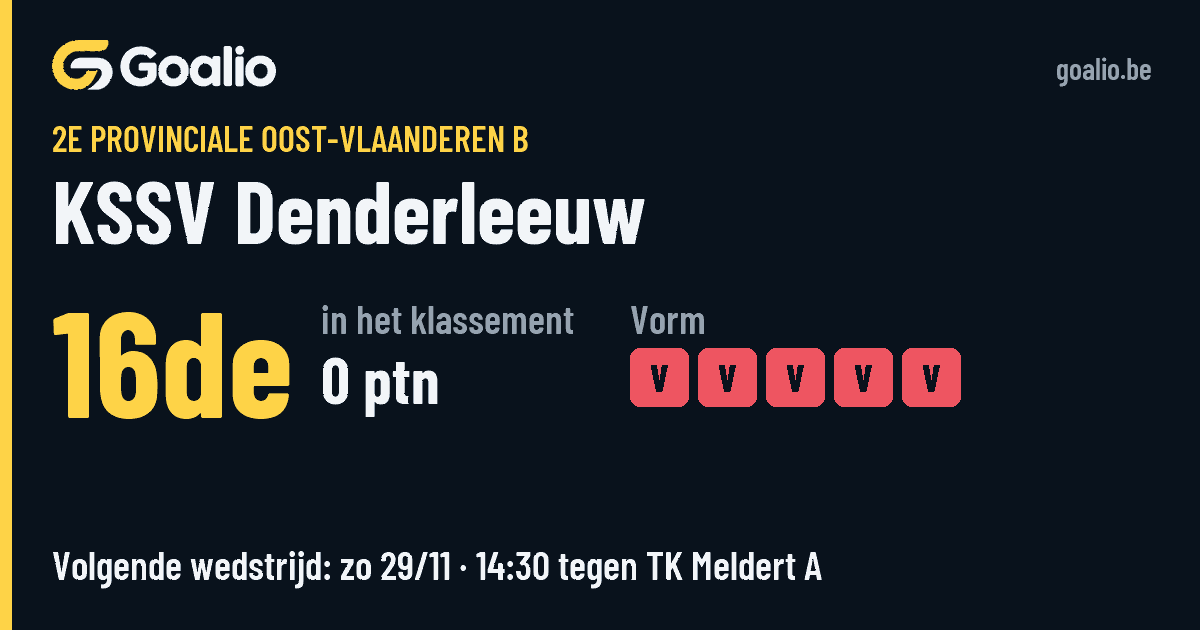 Goalio
goalio.be
2E PROVINCIALE OOST-VLAANDEREN B
KSSV Denderleeuw
16de
in het klassement
0 ptn
Vorm
V V V V V
Volgende wedstrijd: zo 29/11 · 14:30 tegen TK Meldert A